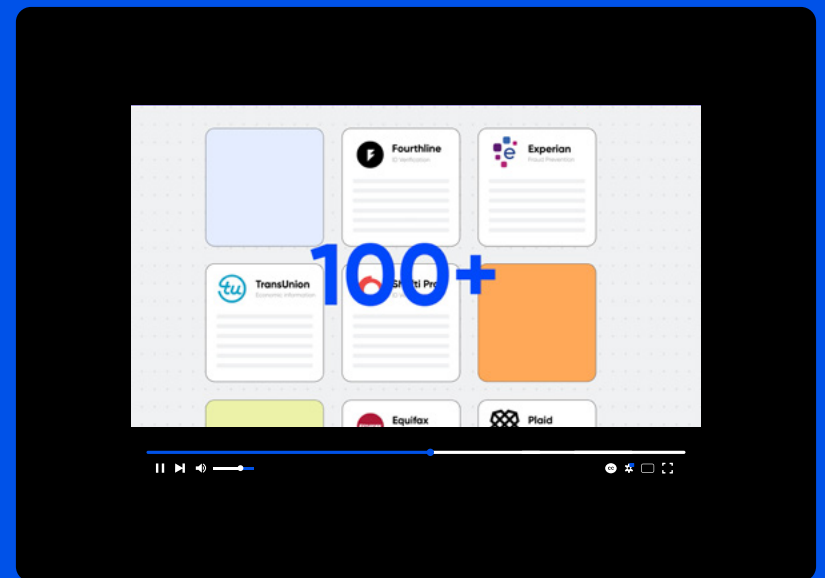 Fourthline
ID Verification
Experian
Fraud Prevention
100+
TransUnion
Economic Information
Equifax
Plaid